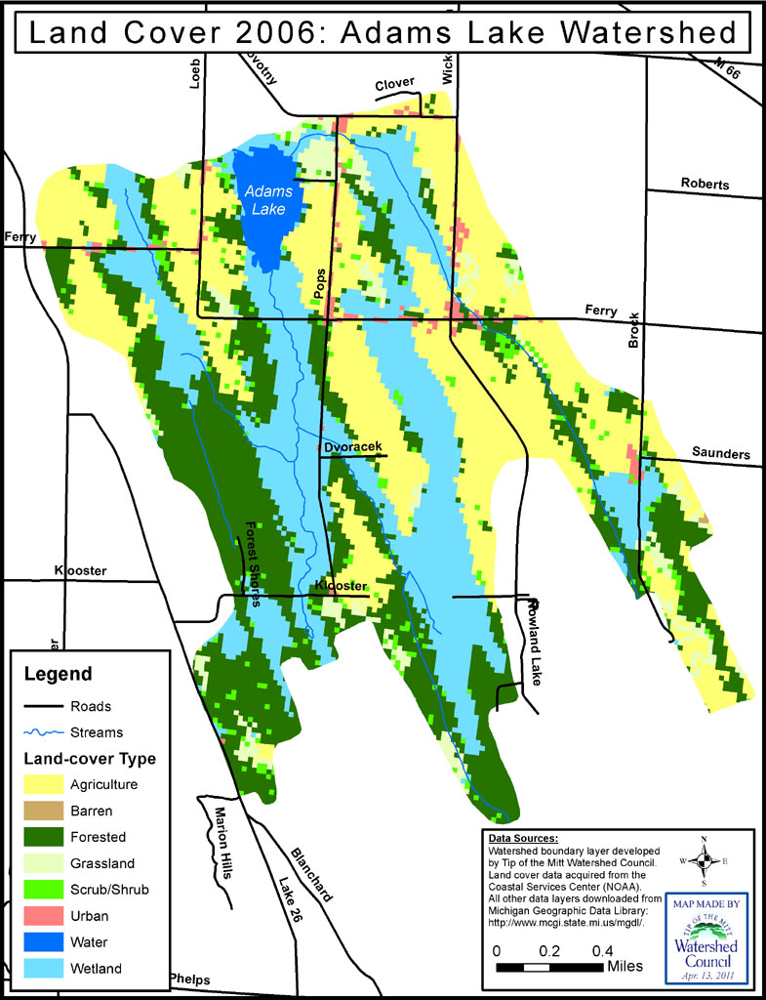 Land Cover 2006: Adams Lake Watershed
Loeb
Clover
M 66
Adams
Lake
Roberts
Ferry
Pops
Ferry
Brock
Dvoracek
Saunders
Forest Shores
Klooster
Klooster
Rowland Lake
Legend
Roads
Streams
Land-cover Type
Agriculture
Barren
Forested
Grassland
Scrub/Shrub
Urban
Water
Wetland
Marion Hills
Blanchard
Lake 26
Phelps
Data Sources:
Watershed boundary layer developed
by Tip of the Mitt Watershed Council.
Land cover data acquired from the
Coastal Services Center (NOAA).
All other data layers downloaded from
Michigan Geographic Data Library:
http://www.mcgi.state.mi.us/mgdl/.
N
W E
S
0 0.2 0.4
Miles
MAP MADE BY
TIP OF THE MITT
Watershed
Council
Apr. 13, 2011